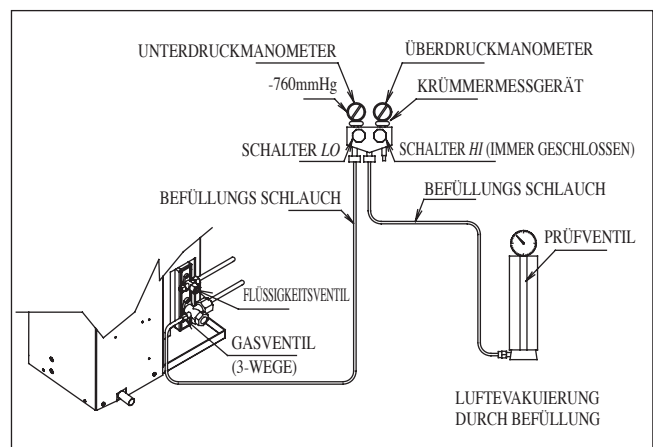 UNTERDRUCKMANOMETER
ÜBERDRUCKMANOMETER
-760mmHg
KRÜMMERMESSGERÄT
SCHALTER LO
SCHALTER HI (IMMER GESCHLOSSEN)
BEFÜLLUNGS SCHLAUCH
BEFÜLLUNGS SCHLAUCH
PRÜFVENTIL
FLÜSSIGKEITSVENTIL
GASVENTIL
(3-WEGE)
LUFTEVAKUIERUNG
DURCH BEFÜLLUNG